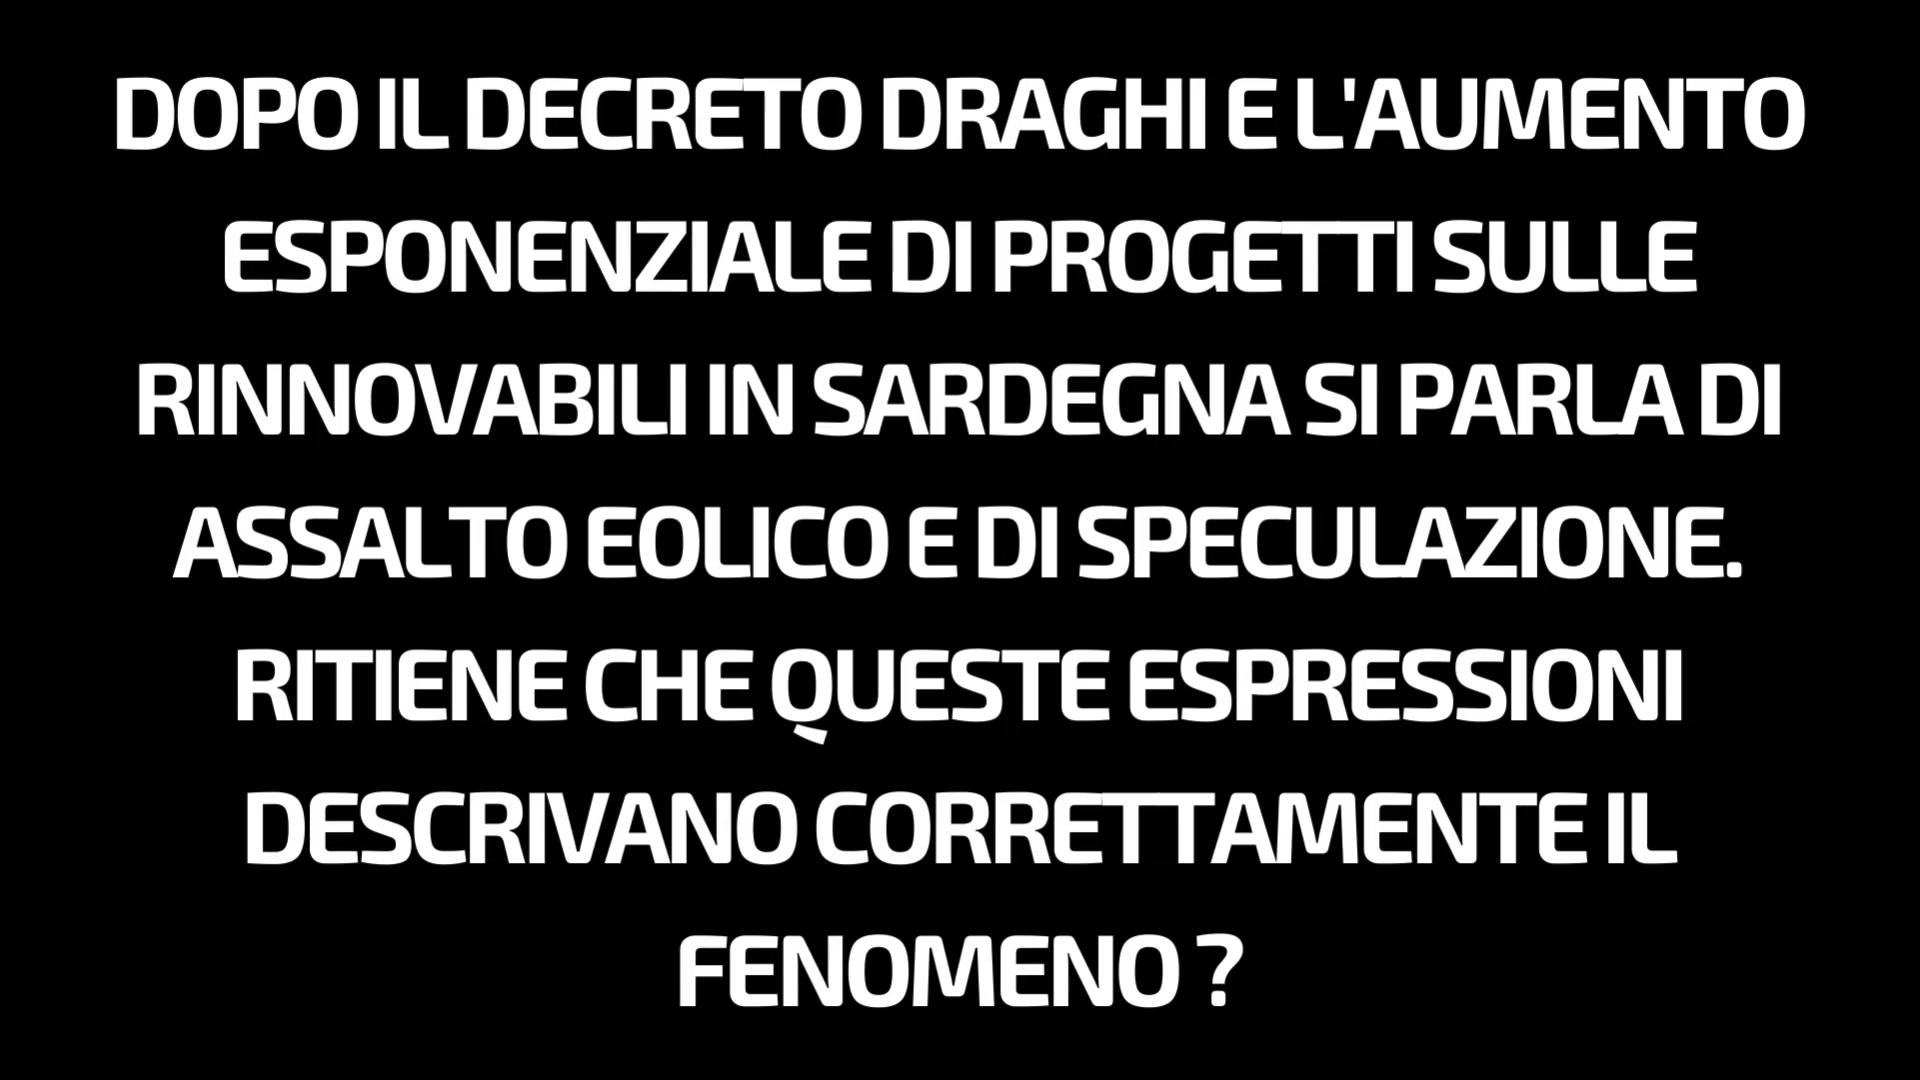 DOPO IL DECRETO DRAGHI E L'AUMENTO
ESPONENZIALE DI PROGETTI SULLE
RINNOVABILI IN SARDEGNA SI PARLA DI
ASSALTO EOLICO E DI SPECULAZIONE.
RITIENE CHE QUESTE ESPRESSIONI
DESCRIVANO CORRETTAMENTE IL
FENOMENO ?